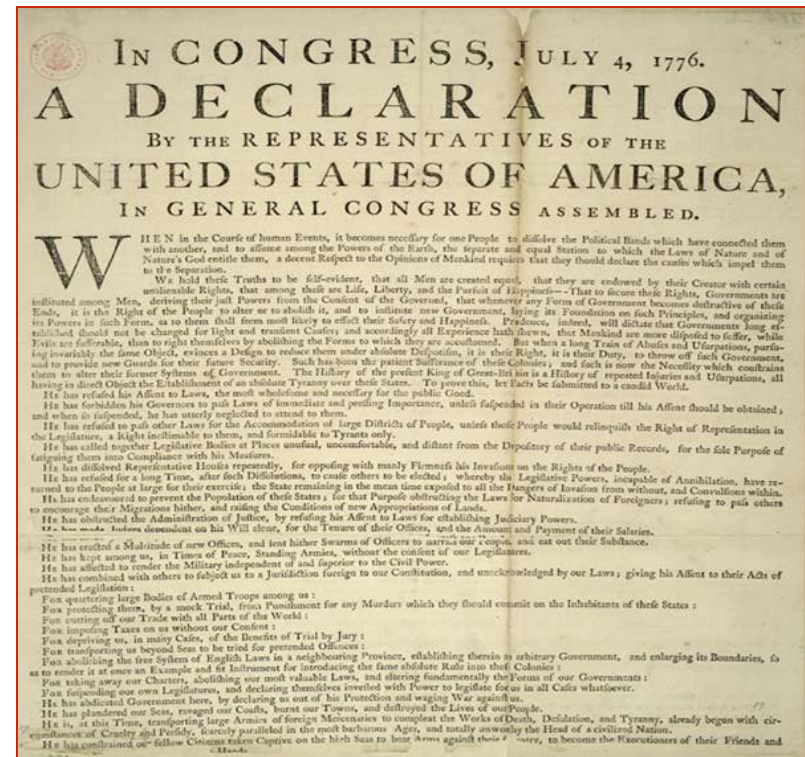 IN CONGRESS, JULY 4, 1776.
A DECLARATION
BY THE REPRESENTATIVES OF THE
UNITED STATES OF AMERICA,
IN GENERAL CONGRESS ASSEMBLED.
WHEN in the Courſe of human Events, it becomes neceſſary for one People to diſſolve the Political Bands which have connected them
with another, and to aſſume among the Powers of the Earth, the ſeparate and equal Station to which the Laws of Nature and of
Nature's God entitle them, a decent Reſpect to the Opinions of Mankind requires that they ſhould declare the cauſes which impel them
to the Separation.
WE hold theſe Truths to be ſelf-evident, that all Men are created equal, that they are endowed by their Creator with certain
unalienable Rights, that among theſe are Life, Liberty, and the Purſuit of Happineſs--That to ſecure theſe Rights, Governments are
inſtituted among Men, deriving their juſt Powers from the Conſent of the Governed, that whenever any Form of Government becomes deſtructive of theſe
Ends, it is the Right of the People to alter or to aboliſh it, and to inſtitute new Government, laying its Foundation on ſuch Principles, and organizing
its Powers in ſuch Form, as to them ſhall ſeem moſt likely to effect their Safety and Happineſs. Prudence, indeed, will dictate that Governments long eſ-
tabliſhed ſhould not be changed for light and tranſient Cauſes; and accordingly all Experience hath ſhewn, that Mankind are more diſpoſed to ſuffer, while
Evils are ſufferable, than to right themſelves by aboliſhing the Forms to which they are accuſtomed. But when a long Train of Abuſes and Uſurpations, purſu-
ing invariably the ſame Object, evinces a Deſign to reduce them under abſolute Deſpotiſm, it is their Right, it is their Duty, to throw off ſuch Government,
and to provide new Guards for their future Security. Such has been the patient Sufferance of theſe Colonies; and ſuch is now the Neceſſity which conſtrains
them to alter their former Syſtems of Government. The Hiſtory of the preſent King of Great-Britain is a Hiſtory of repeated Injuries and Uſurpations, all
having in direct Object the Eſtabliſhment of an abſolute Tyranny over theſe States. To prove this, let Facts be ſubmitted to a candid World.
HE has refuſed his Aſſent to Laws, the moſt wholeſome and neceſſary for the public Good.
HE has forbidden his Governors to paſs Laws of immediate and preſſing Importance, unleſs ſuſpended in their Operation till his Aſſent ſhould be obtained;
and when ſo ſuſpended, he has utterly neglected to attend to them.
HE has refuſed to paſs other Laws for the Accommodation of large Diſtricts of People, unleſs thoſe People would relinquiſh the Right of Repreſentation in
the Legiſlature, a Right ineſtimable to them, and formidable to Tyrants only.
HE has called together Legiſlative Bodies at Places unuſual, uncomfortable, and diſtant from the Depoſitory of their public Records, for the ſole Purpoſe of
fatiguing them into Compliance with his Meaſures.
HE has diſſolved Repreſentative Houſes repeatedly, for oppoſing with manly Firmneſs his Invaſions on the Rights of the People.
HE has refuſed for a long Time, after ſuch Diſſolutions, to cauſe others to be elected; whereby the Legiſlative Powers, incapable of Annihilation, have re-
turned to the People at large for their exerciſe; the State remaining in the mean time expoſed to all the Dangers of Invaſion from without, and Convulſions within.
HE has endeavoured to prevent the Population of theſe States; for that Purpoſe obſtructing the Laws for Naturalization of Foreigners; refuſing to paſs others
to encourage their Migrations hither, and raiſing the Conditions of new Appropriations of Lands.
HE has obſtructed the Adminiſtration of Juſtice, by refuſing his Aſſent to Laws for eſtabliſhing Judiciary Powers.
HE has made Judges dependent on his Will alone, for the Tenure of their Offices, and the Amount and Payment of their Salaries.
HE has erected a Multitude of new Offices, and ſent hither Swarms of Officers to harraſs our People, and eat out their Subſtance.
HE has kept among us, in Times of Peace, Standing Armies, without the conſent of our Legiſlatures.
HE has affected to render the Military independent of and ſuperior to the Civil Power.
HE has combined with others to ſubject us to a Juriſdiction foreign to our Conſtitution, and unacknowledged by our Laws; giving his Aſſent to their Acts of
pretended Legiſlation:
FOR quartering large Bodies of Armed Troops among us:
FOR protecting them, by a mock Trial, from Puniſhment for any Murders which they ſhould commit on the Inhabitants of theſe States:
FOR cutting off our Trade with all Parts of the World:
FOR impoſing Taxes on us without our Conſent:
FOR depriving us, in many Caſes, of the Benefits of Trial by Jury:
FOR tranſporting us beyond Seas to be tried for pretended Offences:
FOR aboliſhing the free Syſtem of Engliſh Laws in a neighbouring Province, eſtabliſhing therein an arbitrary Government, and enlarging its Boundaries, ſo
as to render it at once an Example and fit Inſtrument for introducing the ſame abſolute Rule into theſe Colonies:
FOR taking away our Charters, aboliſhing our moſt valuable Laws, and altering fundamentally the Forms of our Governments:
FOR ſuſpending our own Legiſlatures, and declaring themſelves inveſted with Power to legiſlate for us in all Caſes whatſoever.
HE has abdicated Government here, by declaring us out of his Protection and waging War againſt us.
HE has plundered our Seas, ravaged our Coaſts, burnt our Towns, and deſtroyed the Lives of our People.
HE is, at this Time, tranſporting large Armies of foreign Mercenaries to compleat the Works of Death, Deſolation, and Tyranny, already begun with cir-
cumſtances of Cruelty and Perfidy, ſcarcely paralleled in the moſt barbarous Ages, and totally unworthy the Head of a civilized Nation.
HE has conſtrained our fellow Citizens taken Captive on the high Seas to bear Arms againſt their Country, to become the Executioners of their Friends and